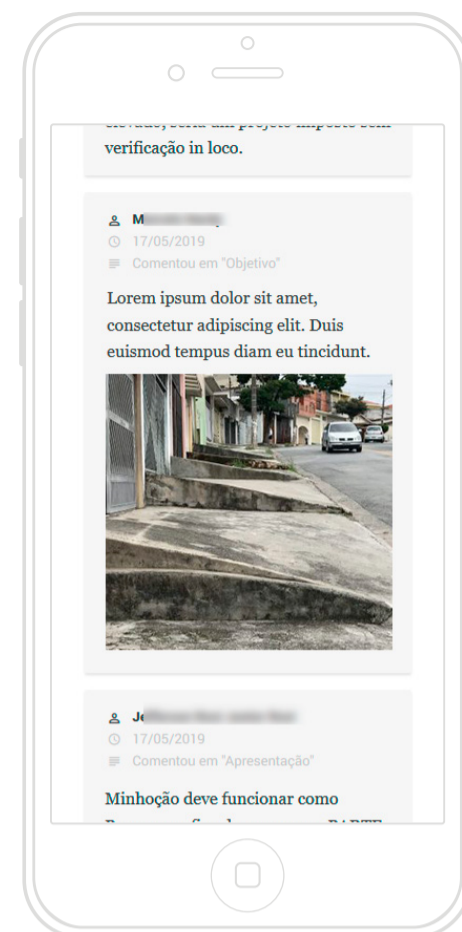 verificação in loco.
M
17/05/2019
Comentou em "Objetivo"
Lorem ipsum dolor sit amet,
consectetur adipiscing elit. Duis
euismod tempus diam eu tincidunt.
Je
17/05/2019
Comentou em "Apresentação"
Minhocão deve funcionar como